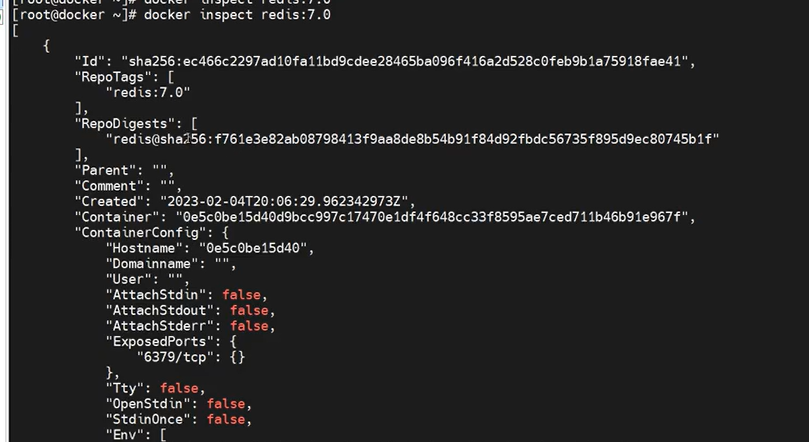 [root@docker ~]# docker inspect redis:7.0
[root@docker ~]# docker inspect redis:7.0
[
    {
        "Id": "sha256:ec466c2297ad10fa11bd9cdee28465ba096f416a2d528c0feb9b1a75918fae41",
        "RepoTags": [
            "redis:7.0"
        ],
        "RepoDigests": [
            "redis@sha256:f761e3e82ab08798413f9aa8de8b54b91f84d92fbdc56735f895d9ec80745b1f"
        ],
        "Parent": "",
        "Comment": "",
        "Created": "2023-02-04T20:06:29.962342973Z",
        "Container": "0e5c0be15d40d9bcc997c17470e1df4f648cc33f8595ae7ced711b46b91e967f",
        "ContainerConfig": {
            "Hostname": "0e5c0be15d40",
            "Domainname": "",
            "User": "",
            "AttachStdin": false,
            "AttachStdout": false,
            "AttachStderr": false,
            "ExposedPorts": {
                "6379/tcp": {}
            },
            "Tty": false,
            "OpenStdin": false,
            "StdinOnce": false,
            "Env": [